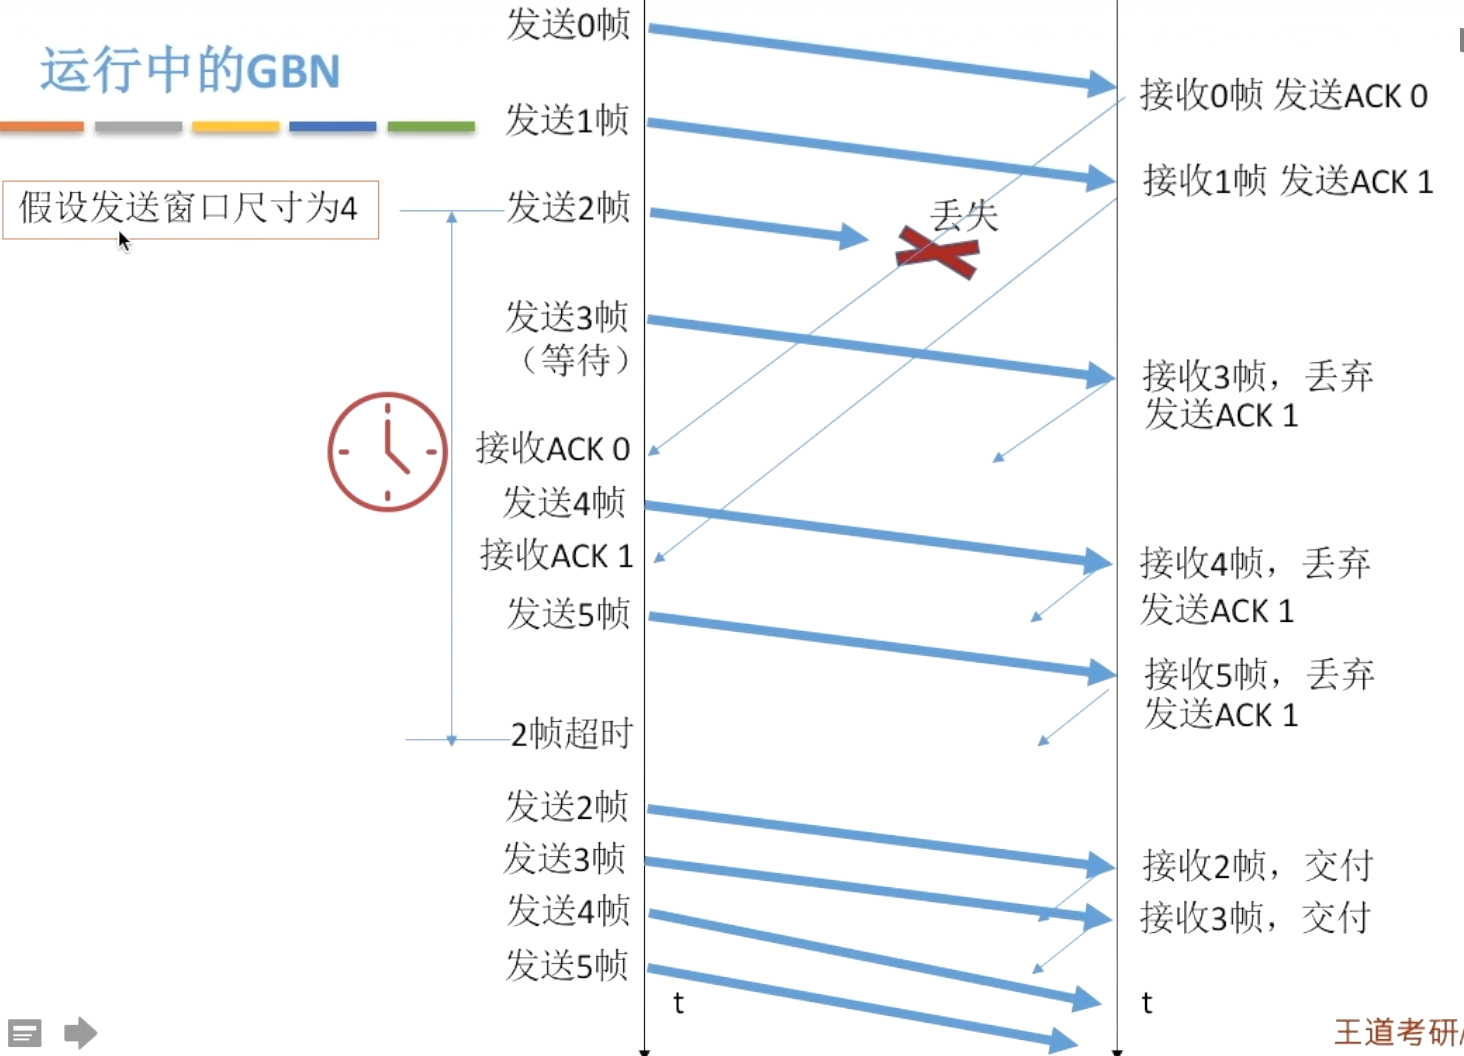 运行中的GBN
假设发送窗口尺寸为4
发送0帧
发送1帧
发送2帧
发送3帧
（等待）
接收ACK 0
发送4帧
接收ACK 1
发送5帧
2帧超时
发送2帧
发送3帧
发送4帧
发送5帧
丢失
t
接收0帧 发送ACK 0
接收1帧 发送ACK 1
接收3帧，丢弃
发送ACK 1
接收4帧，丢弃
发送ACK 1
接收5帧，丢弃
发送ACK 1
接收2帧，交付
接收3帧，交付
t
王道考研/